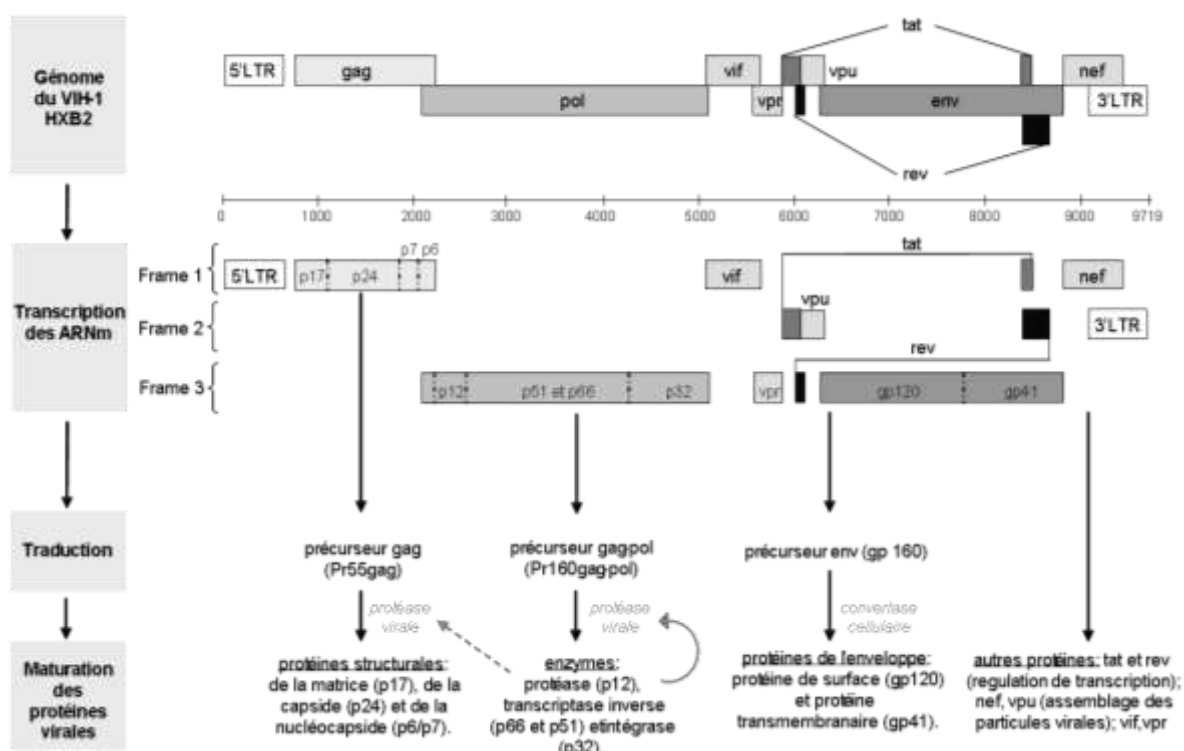 Génome
du VIH-1
HXB2
tat
5'LTR
gag
vif
vpu
nef
pol
vpr
env
3'LTR
rev
0 1000 2000 3000 4000 5000 6000 7000 8000 9000 9719
Transcription
des ARNm
Frame 1
5'LTR
p17
p24
p7 p6
vif
tat
nef
Frame 2
vpu
3'LTR
rev
Frame 3
p12
p51 et p66
p32
vpr
gp120
gp41
Traduction
précurseur gag
(Pr55gag)
précurseur gag-pol
(Pr160gag-pol)
précurseur env (gp 160)
protéase
virale
protéase
virale
convertase
cellulaire
Maturation
des
protéines
virales
protéines structurales:
de la matrice (p17), de la
capside (p24) et de la
nucléocapside (p6/p7).
enzymes:
protéase (p12),
transcriptase inverse
(p66 et p51) etintégrase
(p32).
protéines de l'enveloppe:
protéine de surface (gp120)
et protéine
transmembranaire (gp41).
autres protéines: tat et rev
(regulation de transcription);
nef, vpu (assemblage des
particules virales); vif,vpr